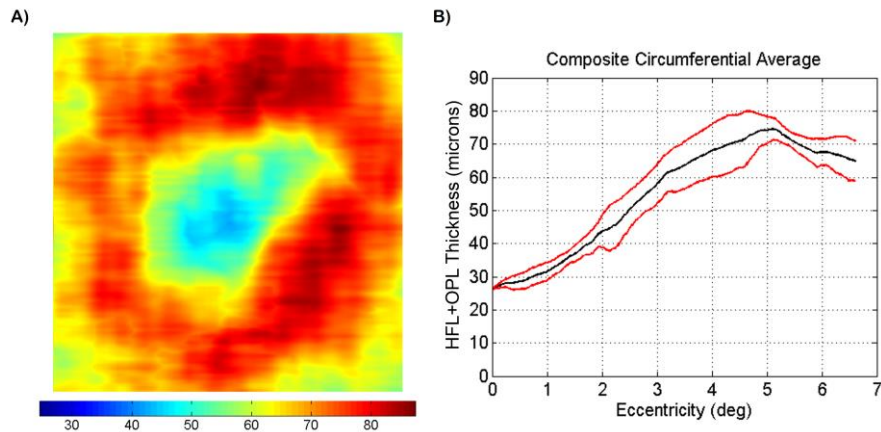 A)
30 40 50 60 70 80
B)
Composite Circumferential Average
90
80
70
60
50
40
30
20
10
0
HFL+OPL Thickness (microns)
0 1 2 3 4 5 6 7
Eccentricity (deg)